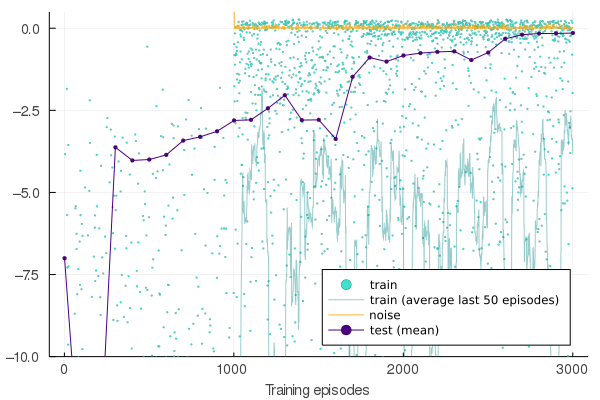 0.0
−2.5
−5.0
−7.5
−10.0
0
1000
2000
3000
Training episodes
train
train (average last 50 episodes)
noise
test (mean)